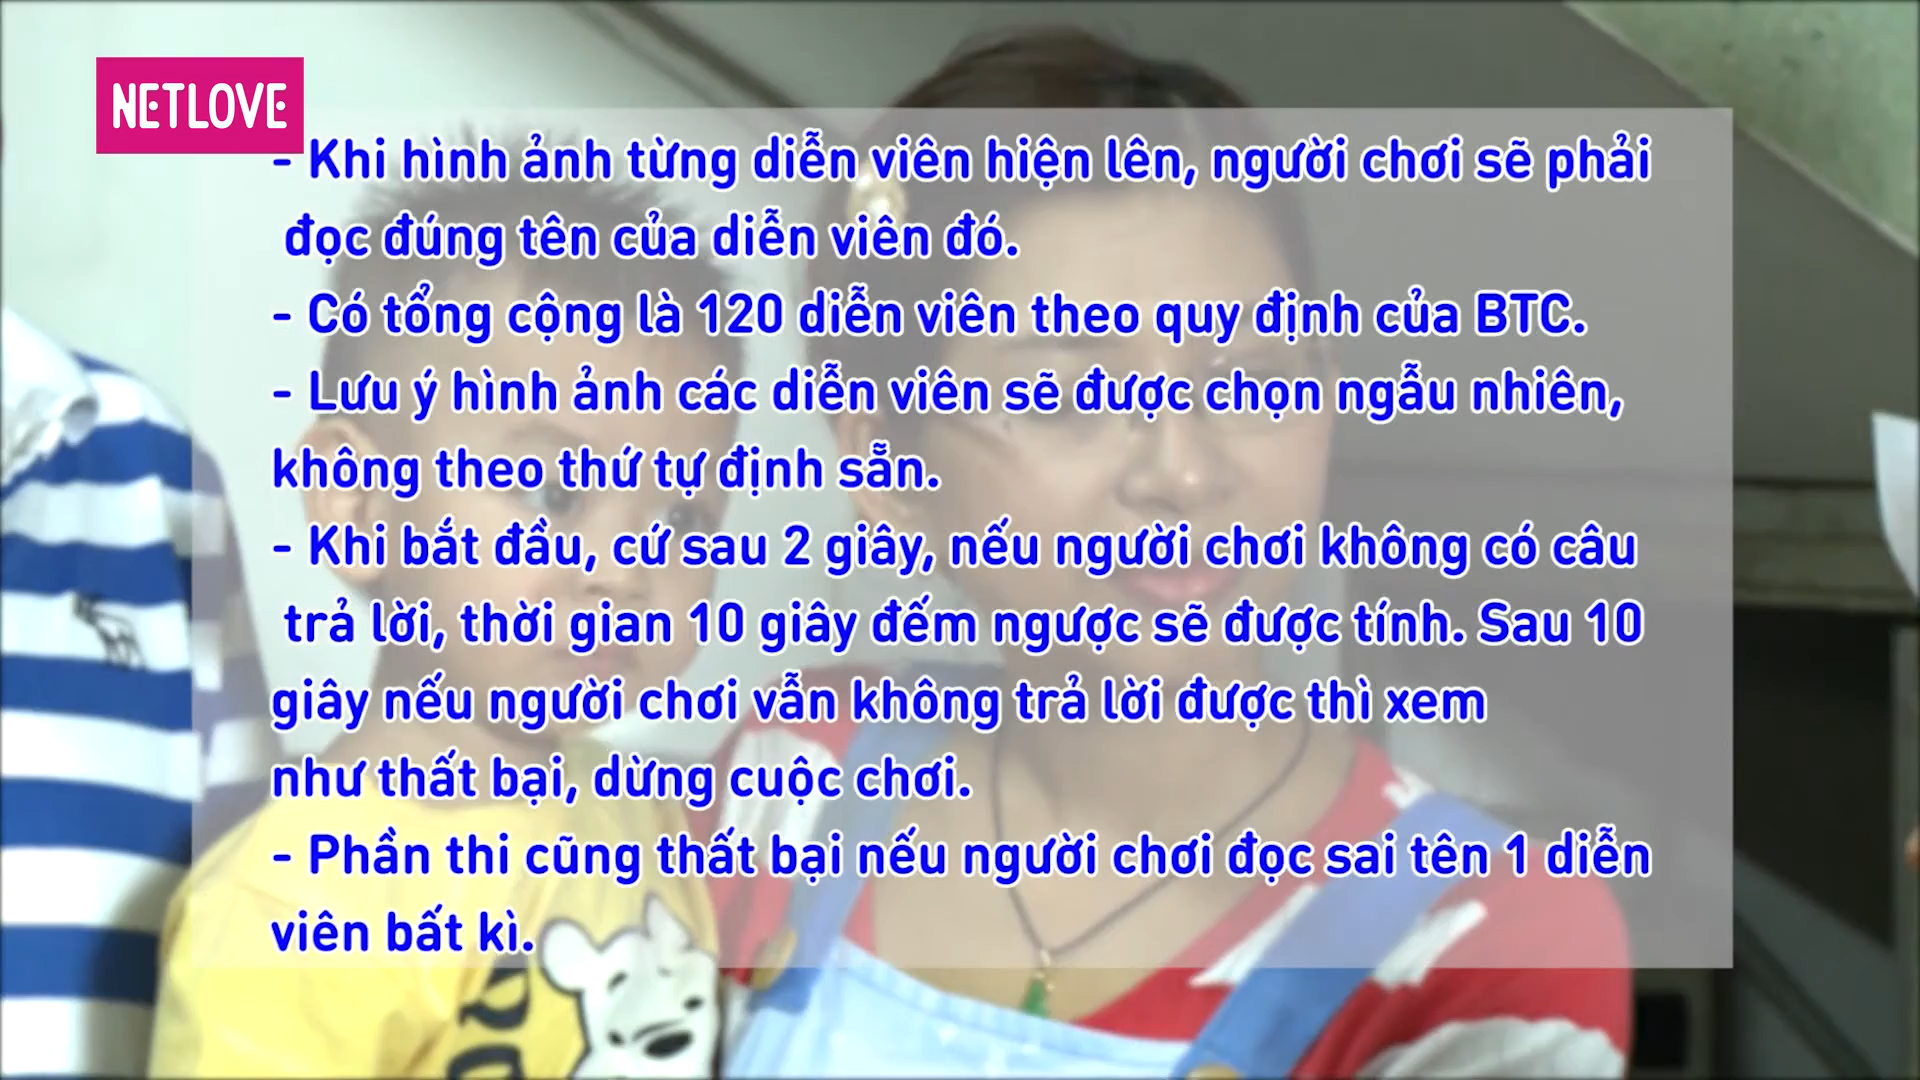 NETLOVE
- Khi hình ảnh từng diễn viên hiện lên, người chơi sẽ phải
đọc đúng tên của diễn viên đó.
- Có tổng cộng là 120 diễn viên theo quy định của BTC.
- Lưu ý hình ảnh các diễn viên sẽ được chọn ngẫu nhiên,
không theo thứ tự định sẵn.
- Khi bắt đầu, cứ sau 2 giây, nếu người chơi không có câu
trả lời, thời gian 10 giây đếm ngược sẽ được tính. Sau 10
giây nếu người chơi vẫn không trả lời được thì xem
như thất bại, dừng cuộc chơi.
- Phần thi cũng thất bại nếu người chơi đọc sai tên 1 diễn
viên bất kì.